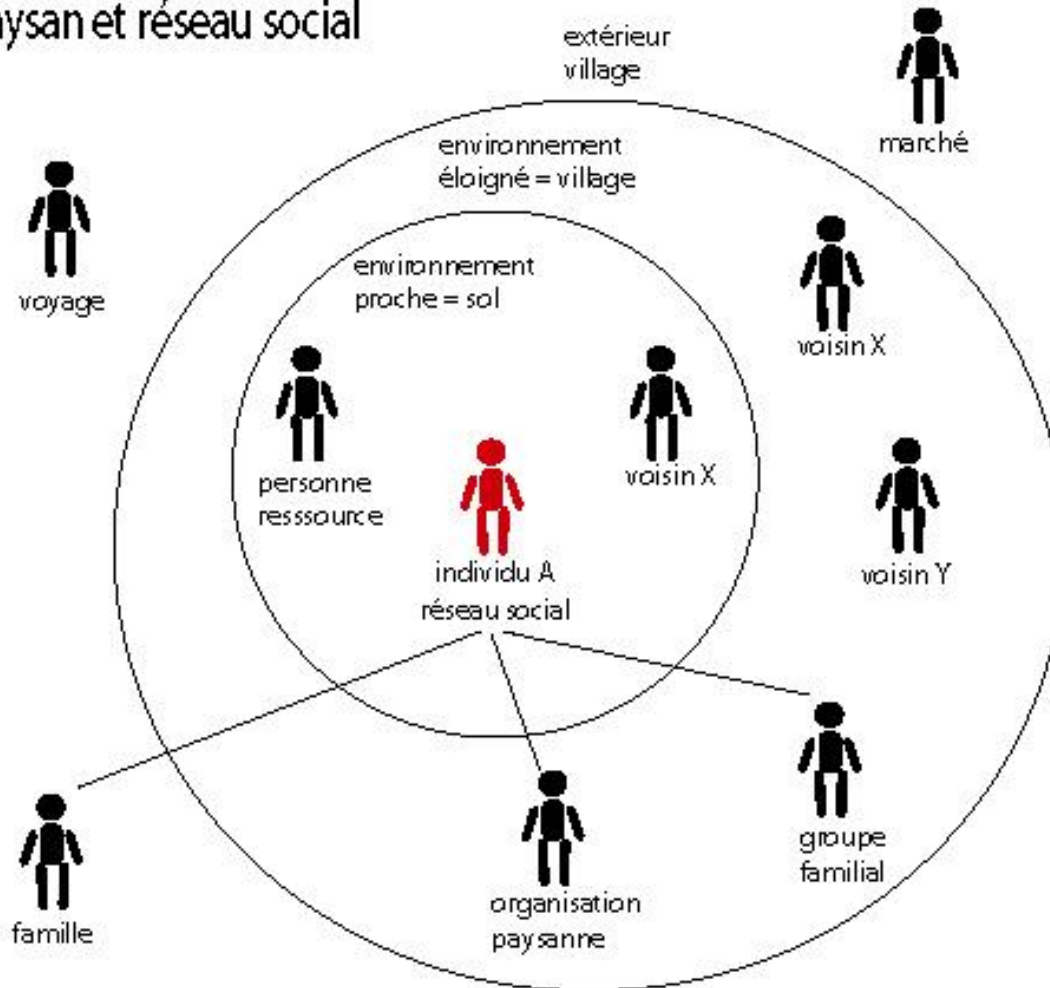 aysan et réseau social
extérieur
village
marché
environnement
éloigné = village
voyage
environnement
proche = sol
voisin X
personne
resssource
voisin X
individu A
réseau social
voisin Y
groupe
familial
organisation
paysanne
famille